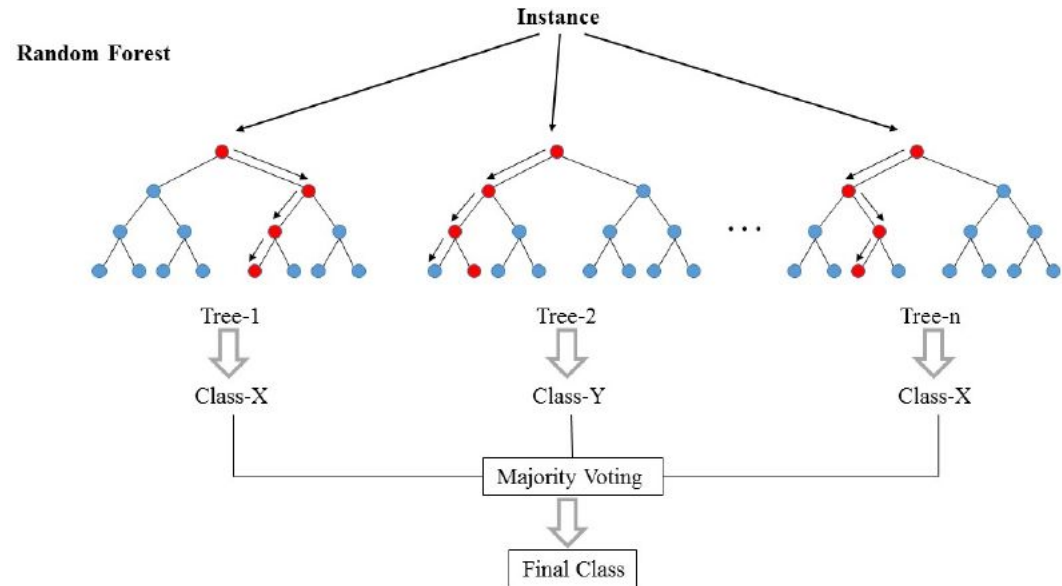 Instance
Random Forest
. . .
Tree-1
Tree-2
Tree-n
Class-X
Class-Y
Class-X
Majority Voting
Final Class